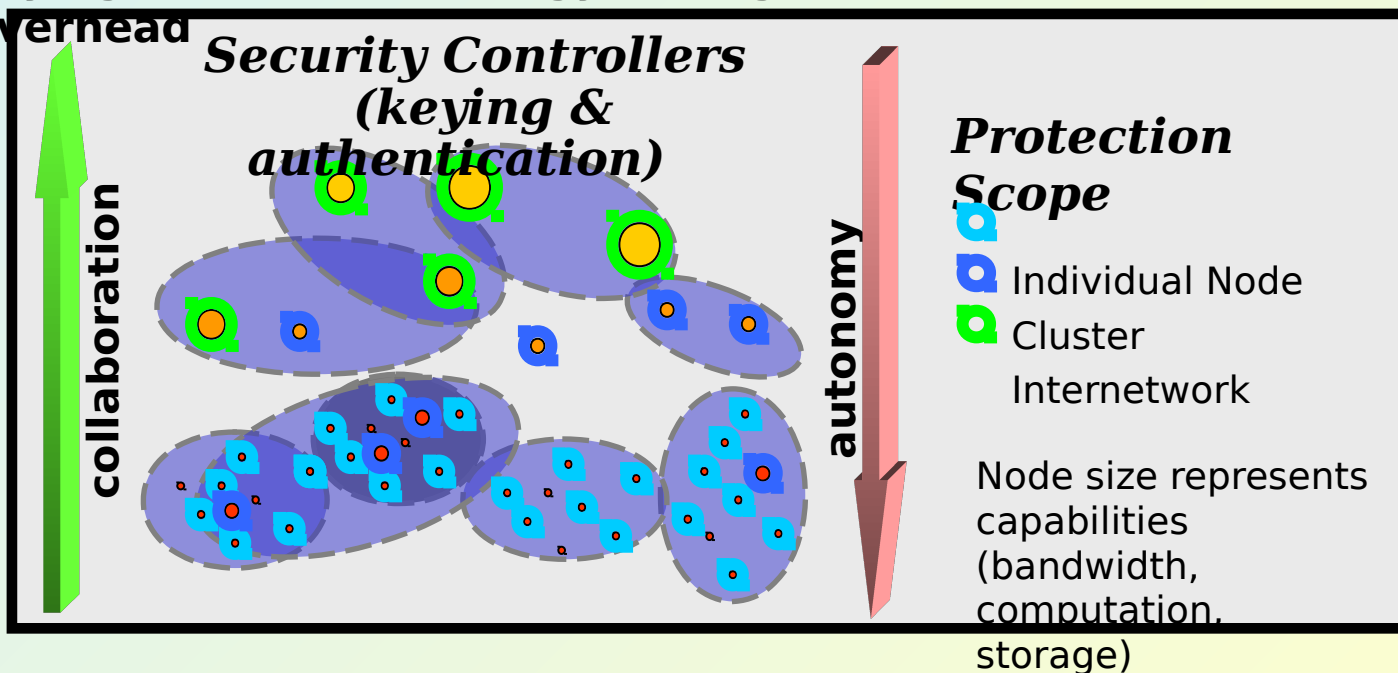 verhead
Security Controllers
(keying &
authentication)
collaboration
autonomy
Protection
Scope
Individual Node
Cluster
Internetwork
Node size represents
capabilities
(bandwidth,
computation,
storage)